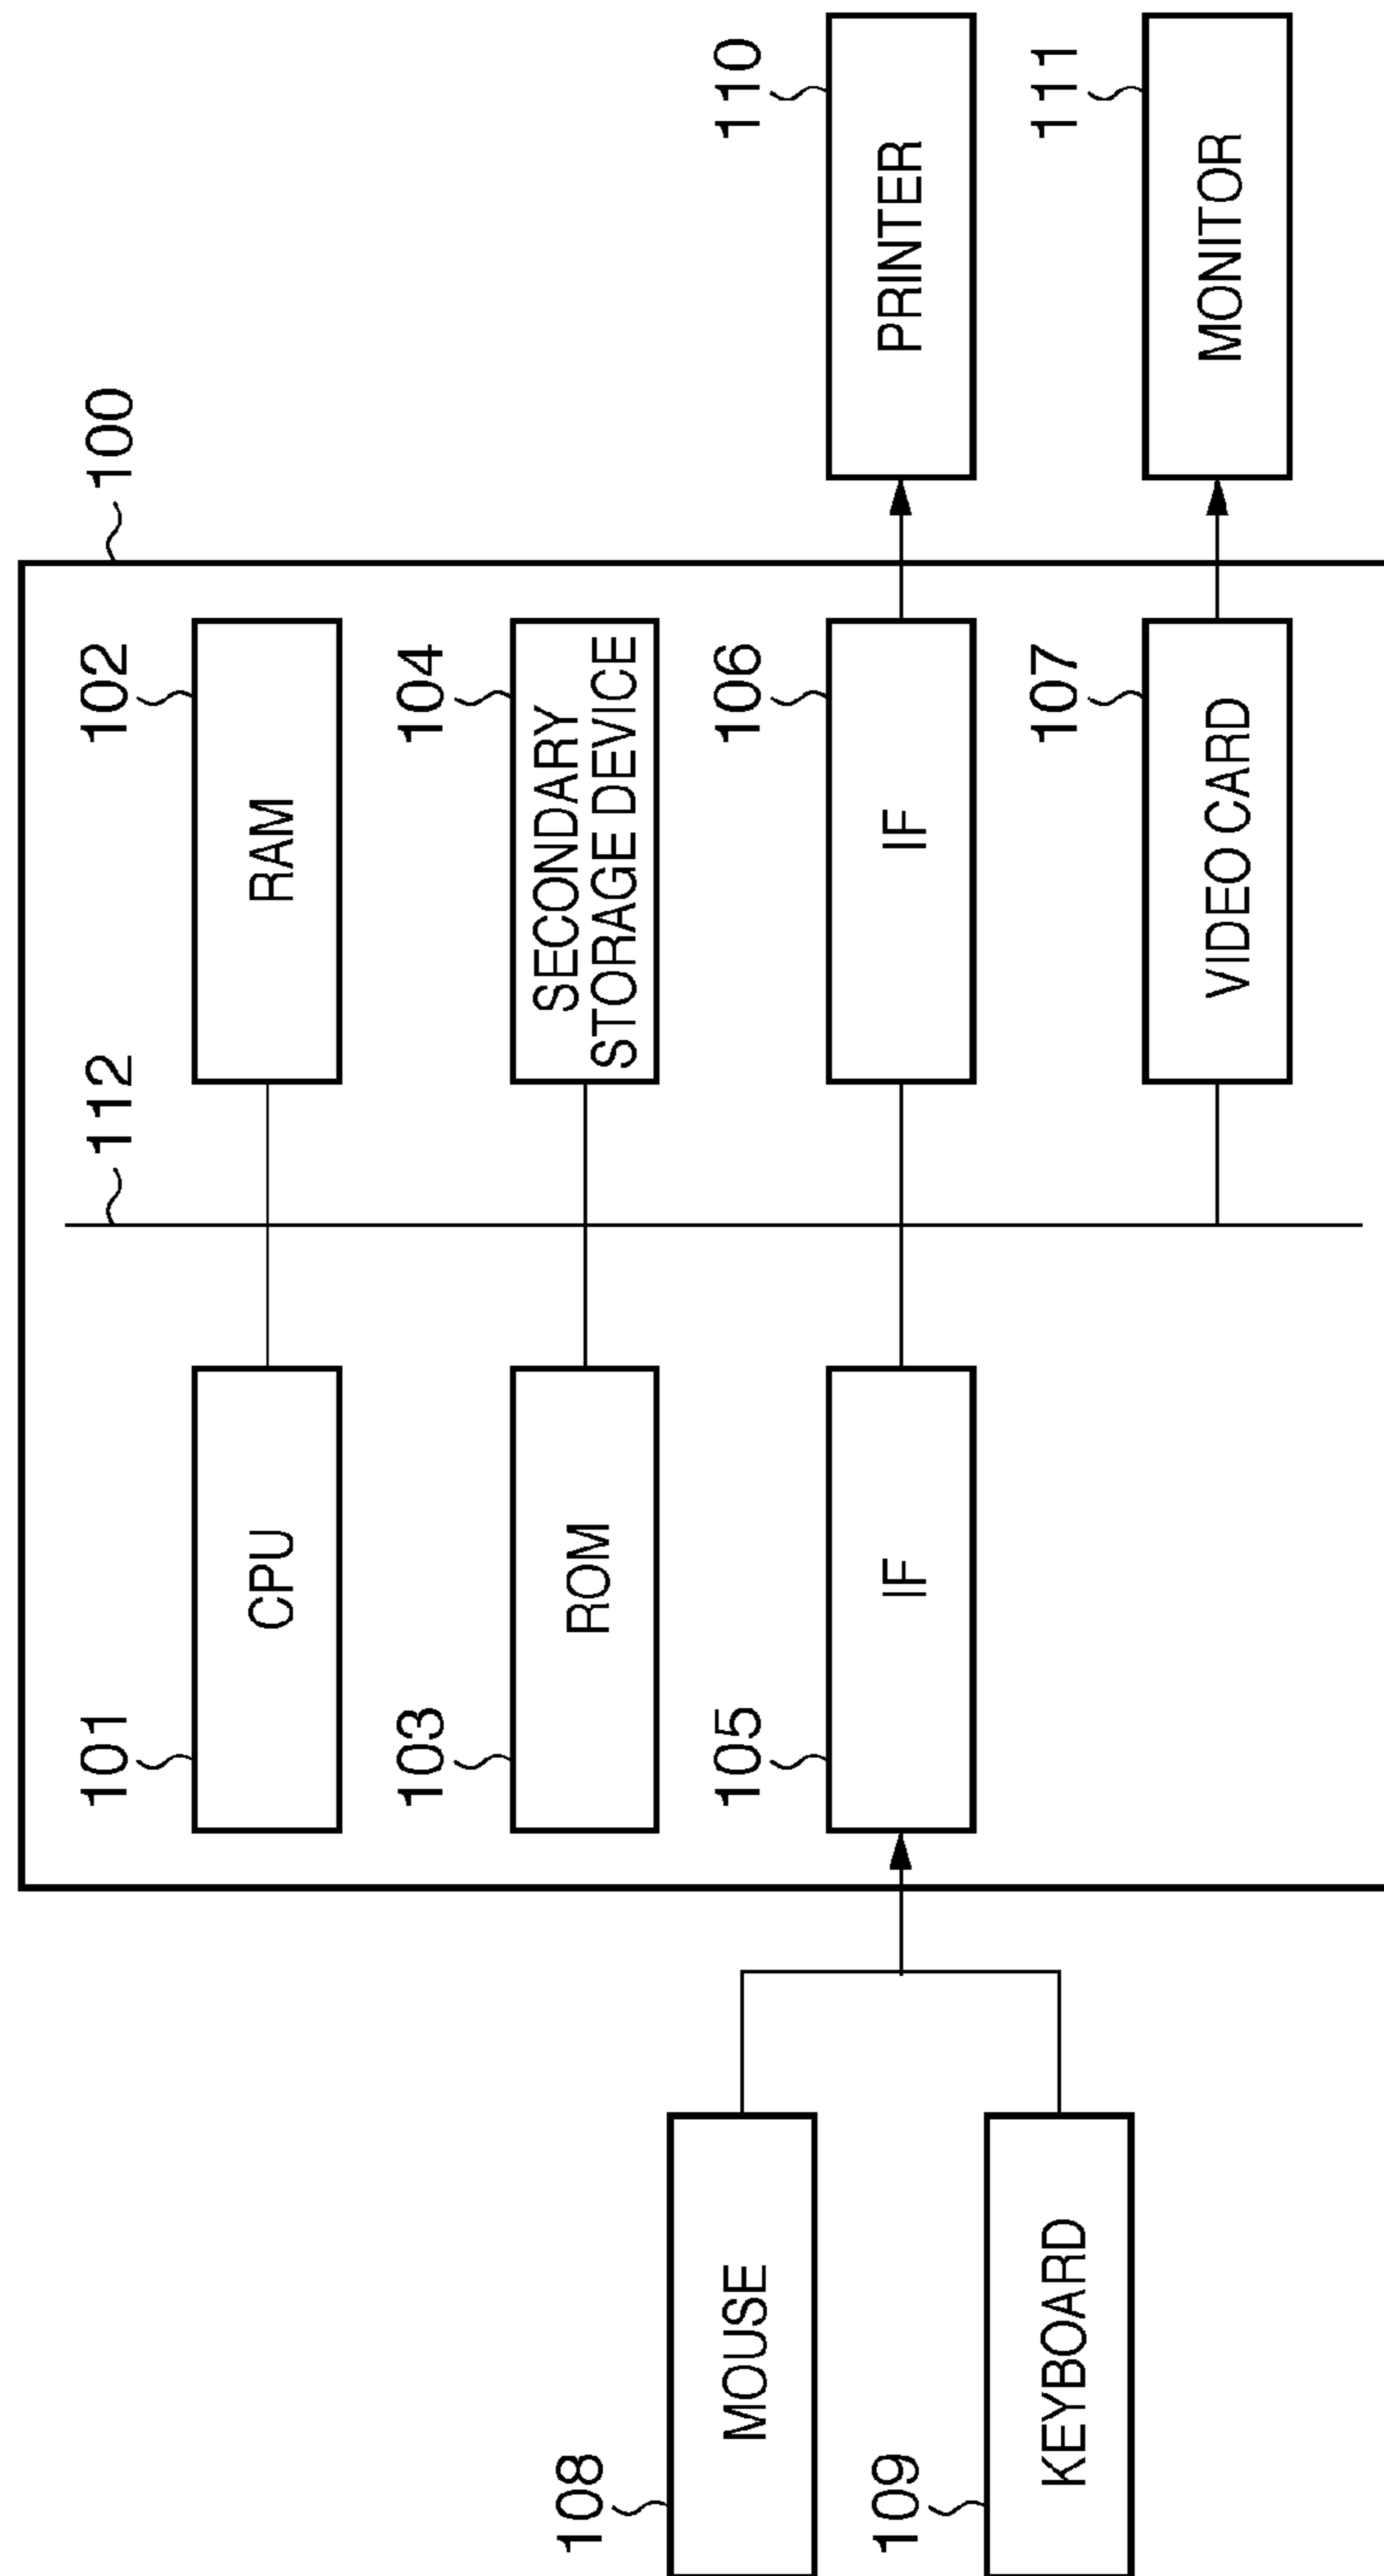 100
112
101
CPU
102
RAM
103
ROM
104
SECONDARY
STORAGE DEVICE
108
MOUSE
105
IF
106
IF
110
PRINTER
109
KEYBOARD
107
VIDEO CARD
111
MONITOR